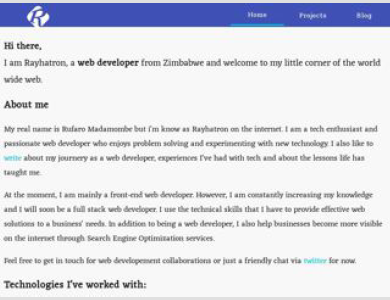 Home Projects Blog
Hi there,
I am Rayhatron, a web developer from Zimbabwe and welcome to my little corner of the world
wide web.
About me
My real name is Rufaro Madamombe but i'm know as Rayhatron on the internet. I am a tech enthusiast and
passionate web developer who enjoys problem solving and experimenting with new technology. I also like to
write about my journery as a web developer, experiences I've had with tech and about the lessons life has
taught me.
At the moment, I am mainly a front-end web developer. However, I am constantly increasing my knowledge
and I will soon be a full stack web developer. I use the technical skills that I have to provide effective web
solutions to a business' needs. In addition to being a web developer, I also help businesses become more visible
on the internet through Search Engine Optimization services.
Feel free to get in touch for web development collaborations or just a friendly chat via twitter for now.
Technologies I've worked with: